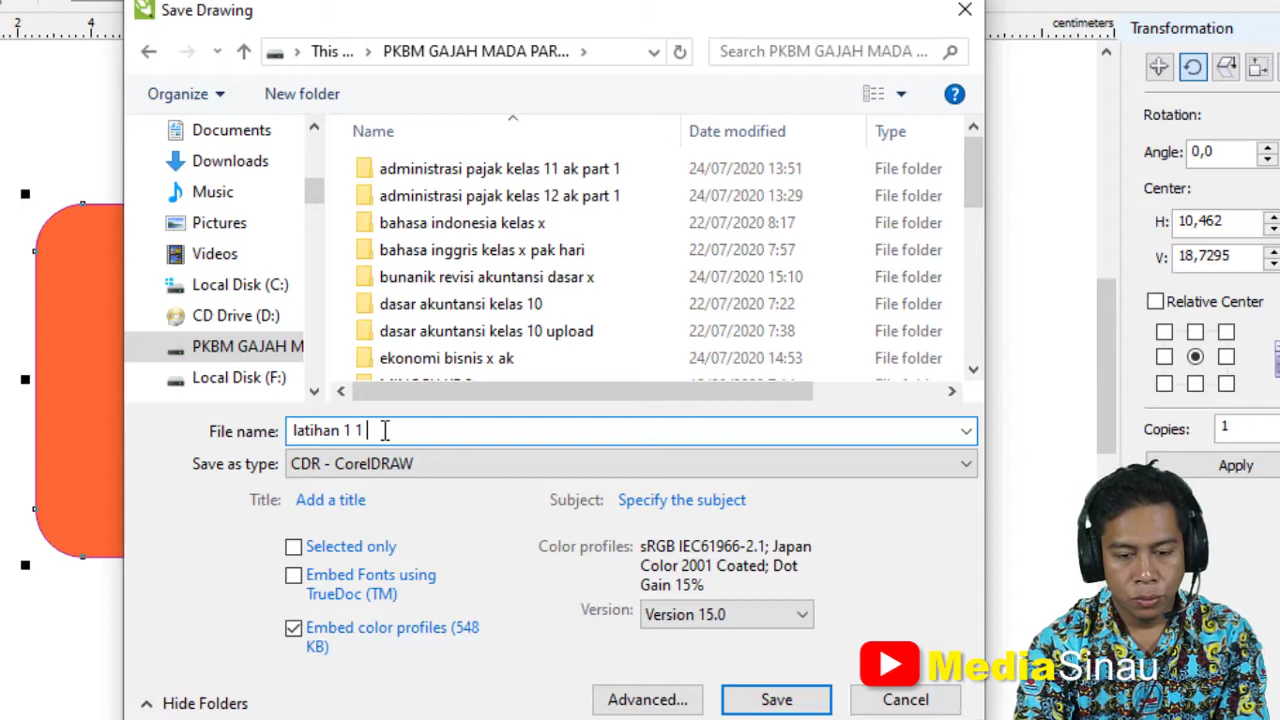 2
4
centimeters
Save Drawing
This ... PKBM GAJAH MADA PAR...
Search PKBM GAJAH MADA ...
Organize New folder
Documents
Downloads
Music
Pictures
Videos
Local Disk (C:)
CD Drive (D:)
PKBM GAJAH M
Local Disk (F:)
Name Date modified Type
administrasi pajak kelas 11 ak part 1 24/07/2020 13:51 File folder
administrasi pajak kelas 12 ak part 1 24/07/2020 13:29 File folder
bahasa indonesia kelas x 22/07/2020 8:17 File folder
bahasa inggris kelas x pak hari 22/07/2020 7:57 File folder
bunanik revisi akuntansi dasar x 24/07/2020 15:10 File folder
dasar akuntansi kelas 10 22/07/2020 7:22 File folder
dasar akuntansi kelas 10 upload 22/07/2020 7:38 File folder
ekonomi bisnis x ak 24/07/2020 14:53 File folder
File name: latihan 1 1
Save as type: CDR - CorelDRAW
Title: Add a title
Subject: Specify the subject
Selected only
Embed Fonts using
TrueDoc (TM)
Embed color profiles (548
KB)
Color profiles: sRGB IEC61966-2.1; Japan
Color 2001 Coated; Dot
Gain 15%
Version: Version 15.0
Hide Folders
Advanced... Save Cancel
Transformation
Rotation:
Angle: 0,0
Center:
H: 10,462
V: 18,7295
Relative Center
Copies: 1
Apply
MediaSinau